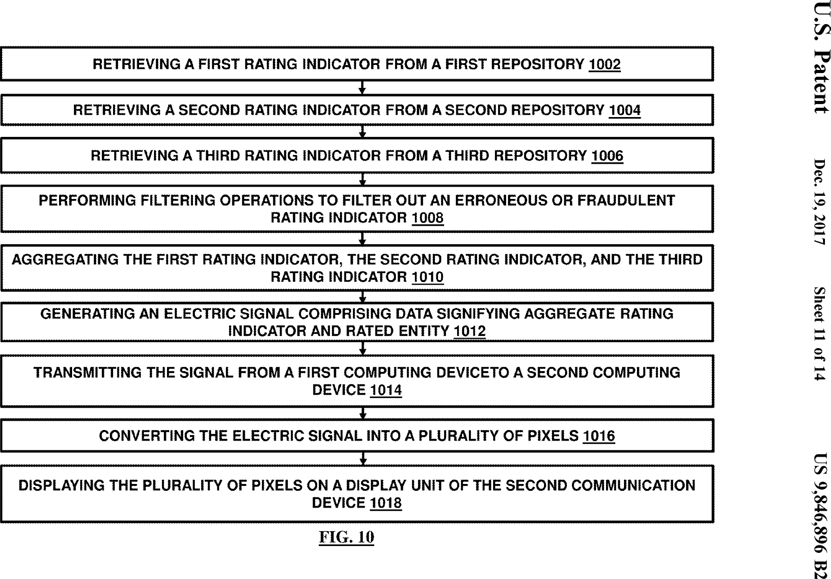 U.S. Patent
Dec. 19, 2017
Sheet 11 of 14
US 9,846,896 B2
RETRIEVING A FIRST RATING INDICATOR FROM A FIRST REPOSITORY 1002
RETRIEVING A SECOND RATING INDICATOR FROM A SECOND REPOSITORY 1004
RETRIEVING A THIRD RATING INDICATOR FROM A THIRD REPOSITORY 1006
PERFORMING FILTERING OPERATIONS TO FILTER OUT AN ERRONEOUS OR FRAUDULENT
RATING INDICATOR 1008
AGGREGATING THE FIRST RATING INDICATOR, THE SECOND RATING INDICATOR, AND THE THIRD
RATING INDICATOR 1010
GENERATING AN ELECTRIC SIGNAL COMPRISING DATA SIGNIFYING AGGREGATE RATING
INDICATOR AND RATED ENTITY 1012
TRANSMITTING THE SIGNAL FROM A FIRST COMPUTING DEVICETO A SECOND COMPUTING
DEVICE 1014
CONVERTING THE ELECTRIC SIGNAL INTO A PLURALITY OF PIXELS 1016
DISPLAYING THE PLURALITY OF PIXELS ON A DISPLAY UNIT OF THE SECOND COMMUNICATION
DEVICE 1018
FIG. 10